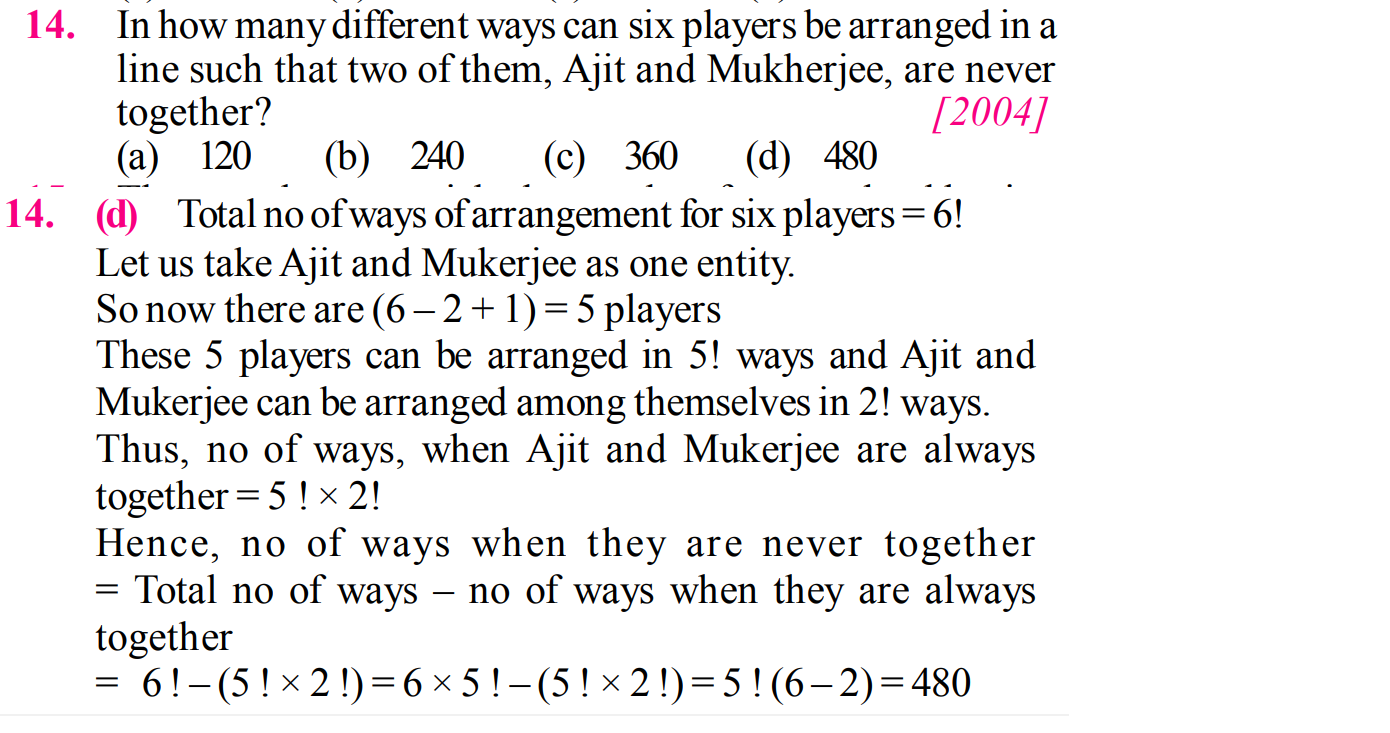 14. In how many different ways can six players be arranged in a
line such that two of them, Ajit and Mukherjee, are never
together? [2004]
(a) 120 (b) 240 (c) 360 (d) 480
14. (d) Total no of ways of arrangement for six players = 6!
Let us take Ajit and Mukerjee as one entity.
So now there are (6 – 2 + 1) = 5 players
These 5 players can be arranged in 5! ways and Ajit and
Mukerjee can be arranged among themselves in 2! ways.
Thus, no of ways, when Ajit and Mukerjee are always
together = 5 ! × 2!
Hence, no of ways when they are never together
= Total no of ways – no of ways when they are always
together
= 6 ! – (5 ! × 2 !) = 6 × 5 ! – (5 ! × 2 !) = 5 ! (6 – 2) = 480